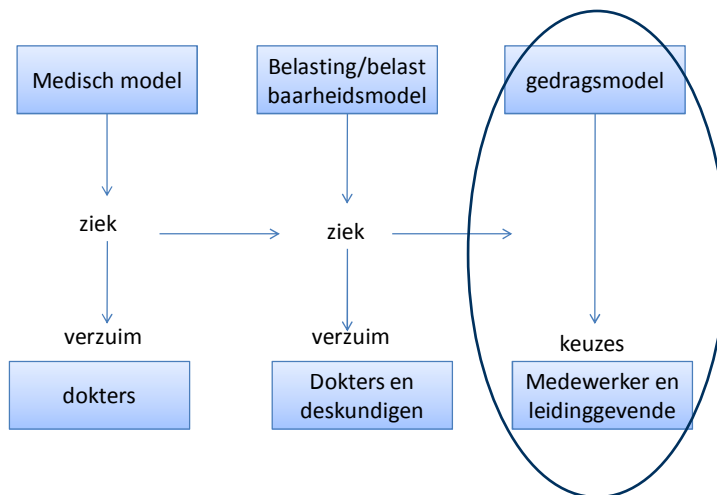 Medisch model
Belasting/belast
baarheidsmodel
gedragsmodel
ziek
ziek
verzuim
verzuim
keuzes
dokters
Dokters en
deskundigen
Medewerker en
leidinggevende